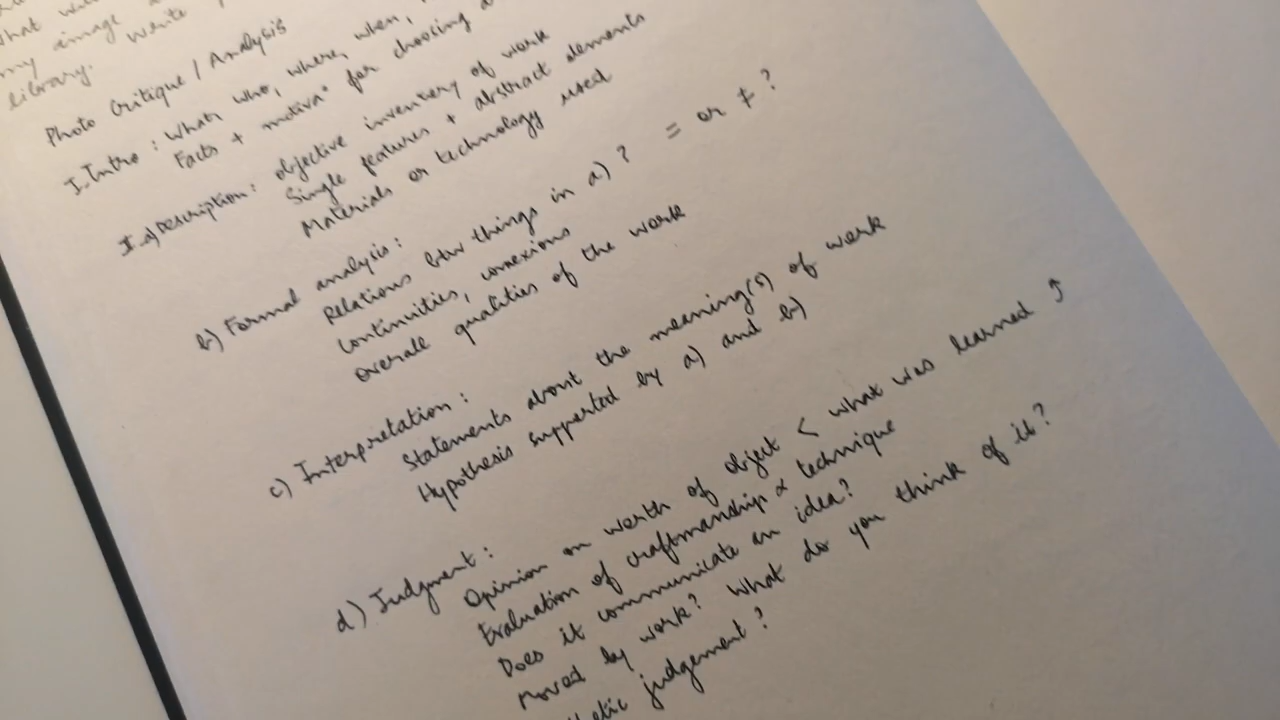 what
my image
library. write
Photo Critique / Analysis
I. Intro : What, who, where, when,
Facts + motiva° for choosing
I. a) Description: objective inventory of work
Single features + abstract elements
Materials or technology used
b) Formal analysis :
Relations btw things in a) ? = or ≠ ?
continuities, connexions
overall qualities of the work
c) Interpretation :
Statements about the meaning(s) of work
Hypothesis supported by a) and b)
d) Judgment :
Opinion on worth of object < what was learned ↑
Evaluation of craftmanship & technique
Does it communicate an idea?
Moved by work? What do you think of it?
judgement ?